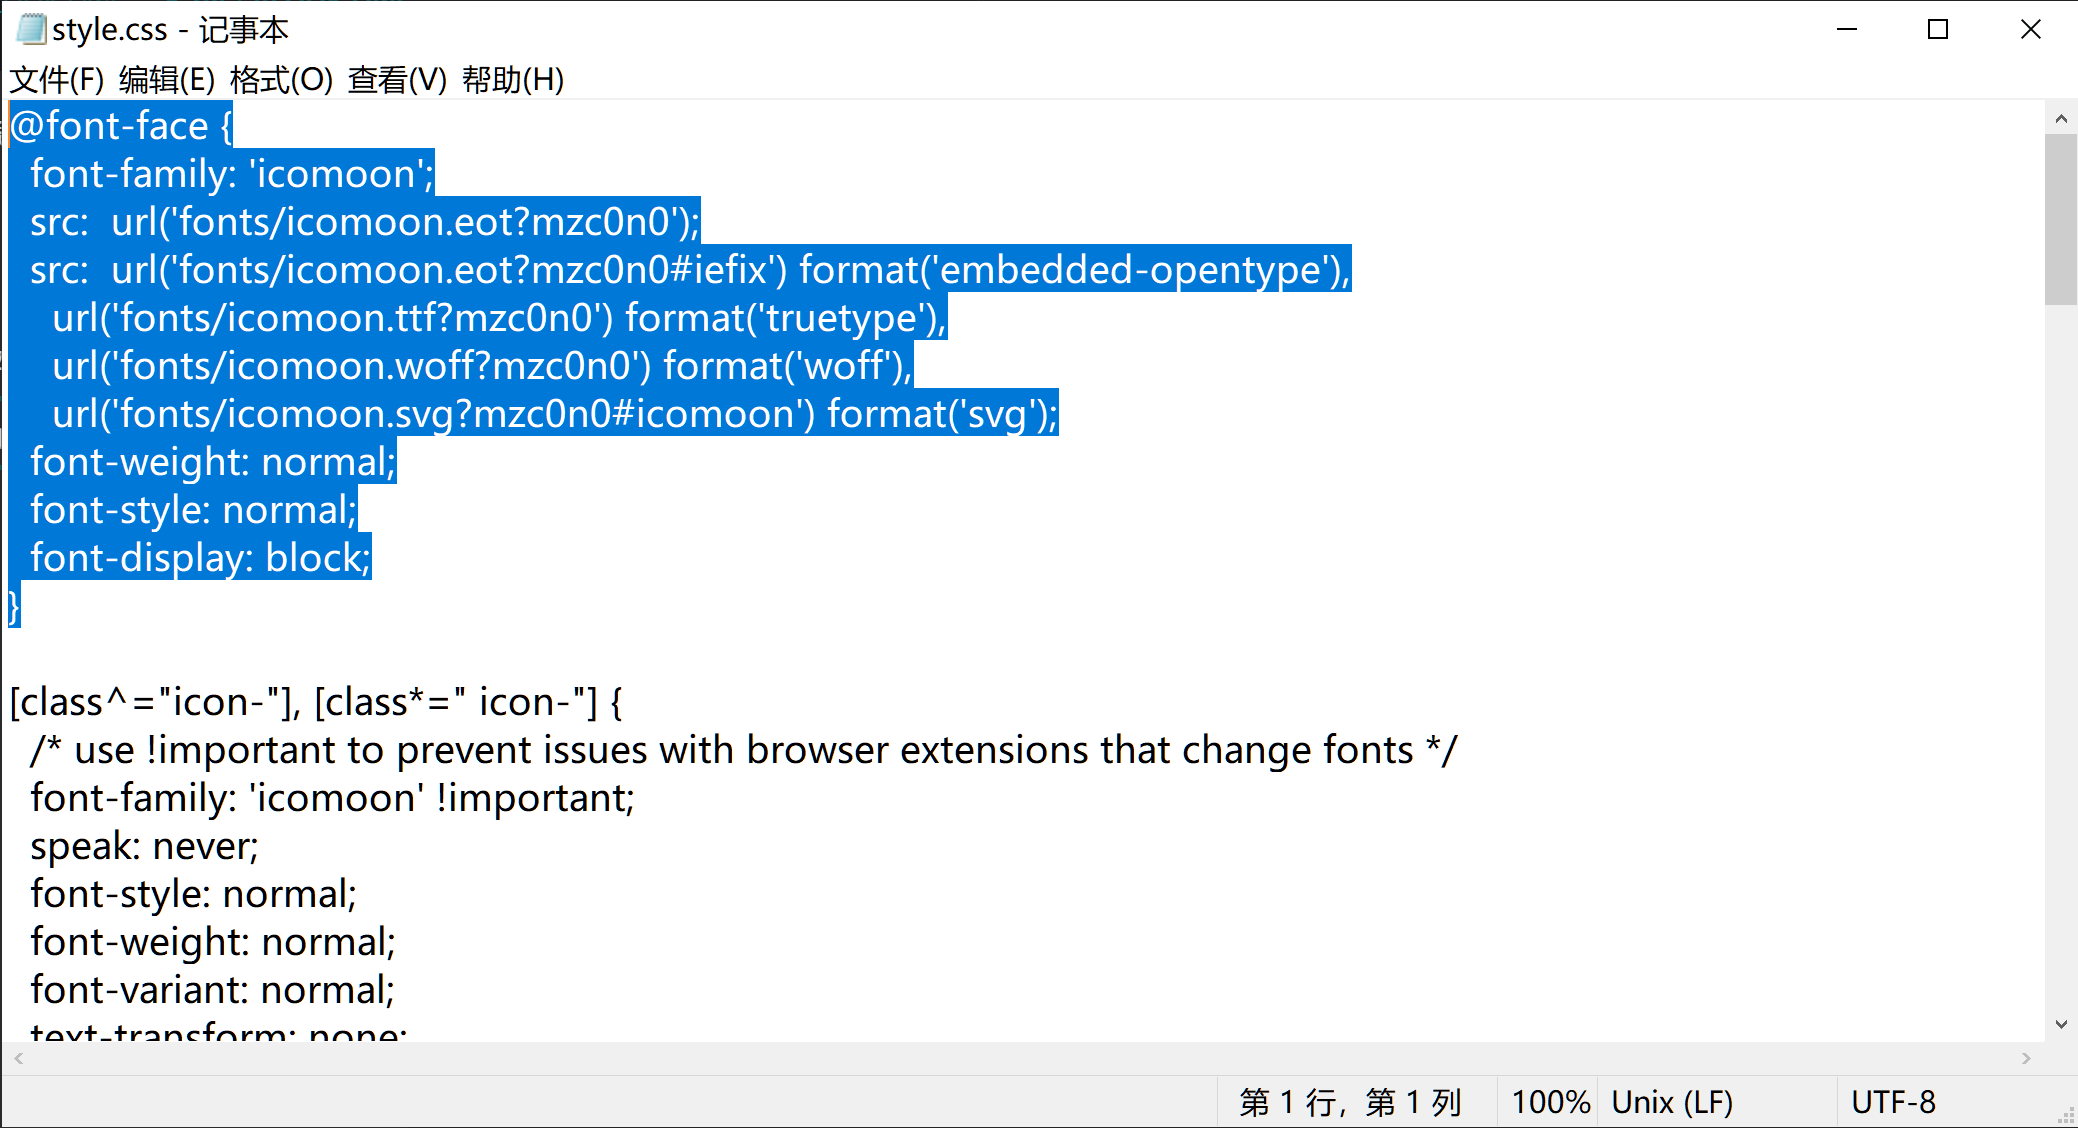 style.css - 记事本
文件(F) 编辑(E) 格式(O) 查看(V) 帮助(H)
@font-face {
  font-family: 'icomoon';
  src:  url('fonts/icomoon.eot?mzc0n0');
  src:  url('fonts/icomoon.eot?mzc0n0#iefix') format('embedded-opentype'),
    url('fonts/icomoon.ttf?mzc0n0') format('truetype'),
    url('fonts/icomoon.woff?mzc0n0') format('woff'),
    url('fonts/icomoon.svg?mzc0n0#icomoon') format('svg');
  font-weight: normal;
  font-style: normal;
  font-display: block;
}
[class^="icon-"], [class*=" icon-"] {
  /* use !important to prevent issues with browser extensions that change fonts */
  font-family: 'icomoon' !important;
  speak: never;
  font-style: normal;
  font-weight: normal;
  font-variant: normal;
  text-transform: none;
第 1 行，第 1 列 100% Unix (LF) UTF-8